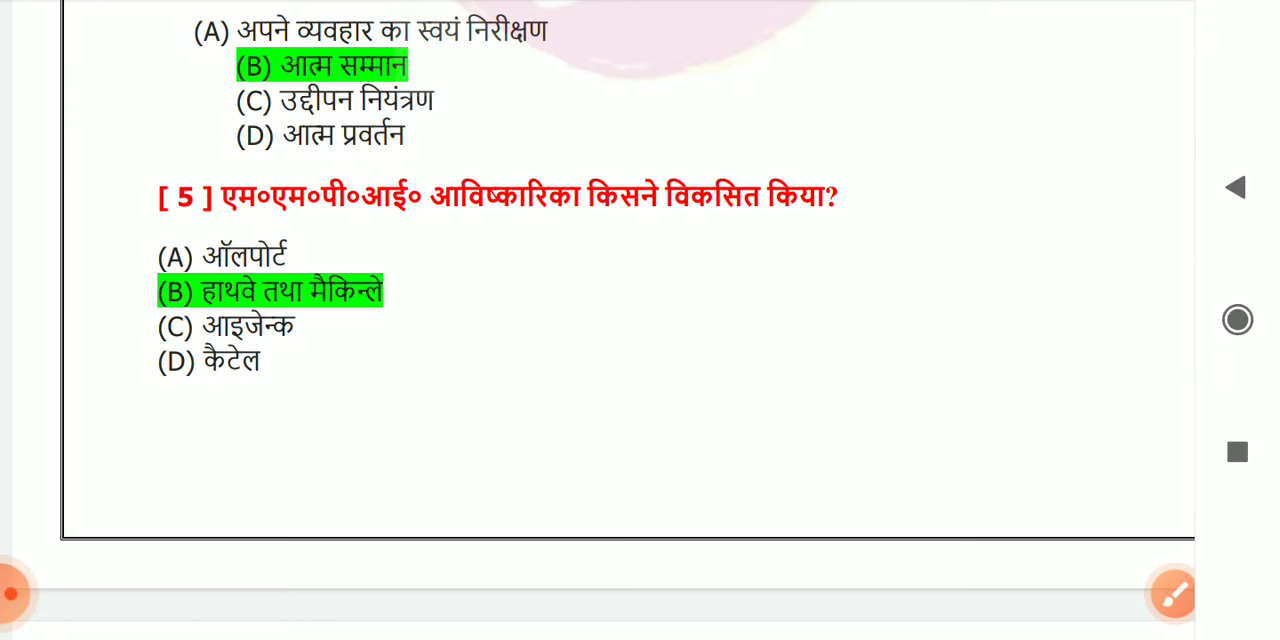 (A) अपने व्यवहार का स्वयं निरीक्षण
(B) आत्म सम्मान
(C) उद्दीपन नियंत्रण
(D) आत्म प्रवर्तन
[ 5 ] एम०एम०पी०आई० आविष्कारिका किसने विकसित किया?
(A) ऑलपोर्ट
(B) हाथवे तथा मैकिन्ले
(C) आइजेन्क
(D) कैटेल